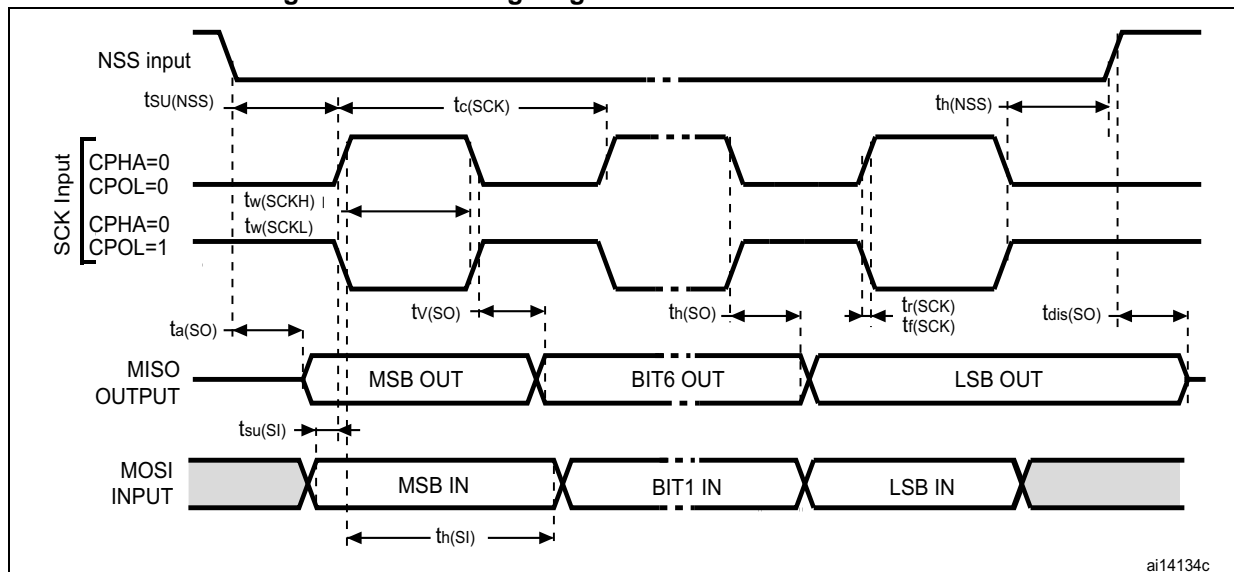 NSS input
tSU(NSS)
tc(SCK)
th(NSS)
SCK Input
CPHA=0
CPOL=0
tw(SCKH)
CPHA=0
tw(SCKL)
CPOL=1
ta(SO)
tV(SO)
th(SO)
tr(SCK)
tf(SCK)
tdis(SO)
MISO
OUTPUT
MSB OUT
BIT6 OUT
LSB OUT
tsu(SI)
MOSI
INPUT
MSB IN
BIT1 IN
LSB IN
th(SI)
ai14134c